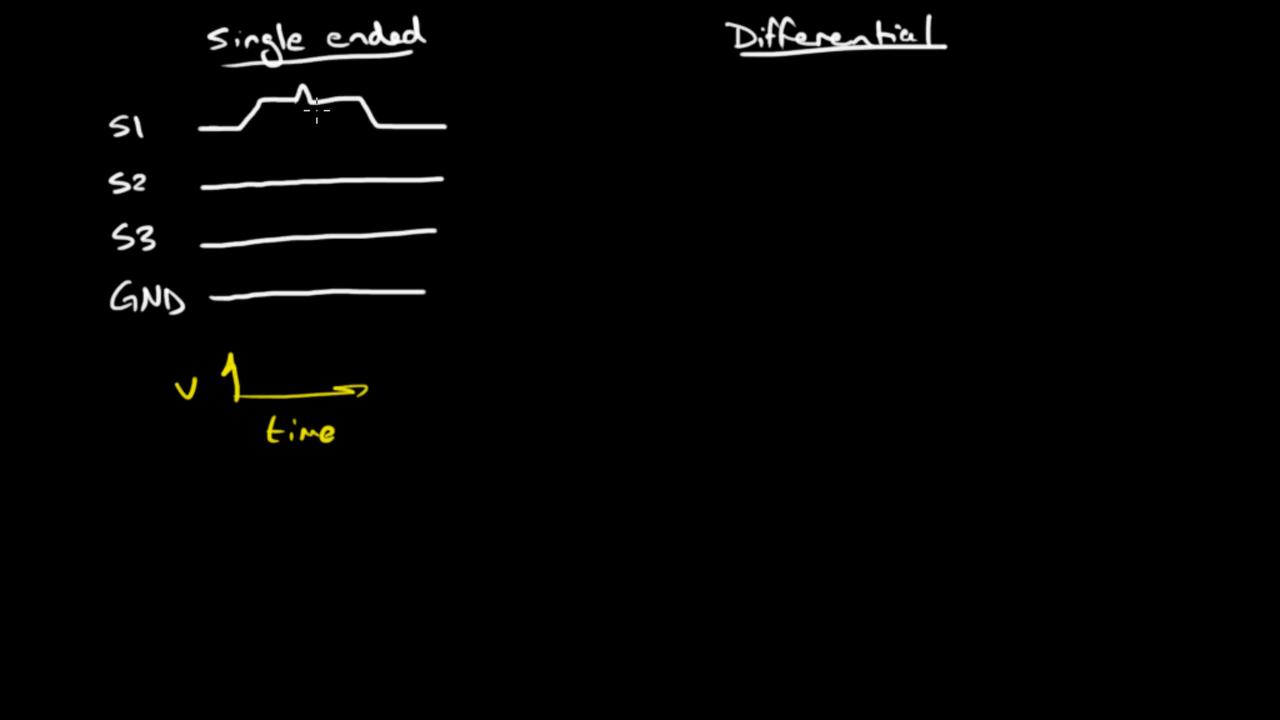 Single ended
Differential
S1
S2
S3
GND
V
time